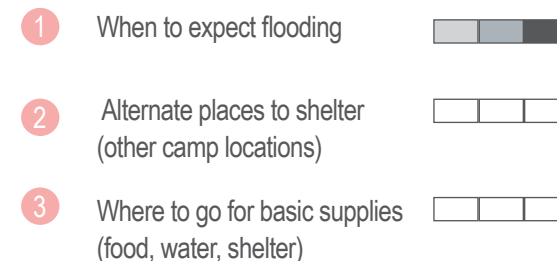 1 When to expect flooding
2 Alternate places to shelter
(other camp locations)
3 Where to go for basic supplies
(food, water, shelter)